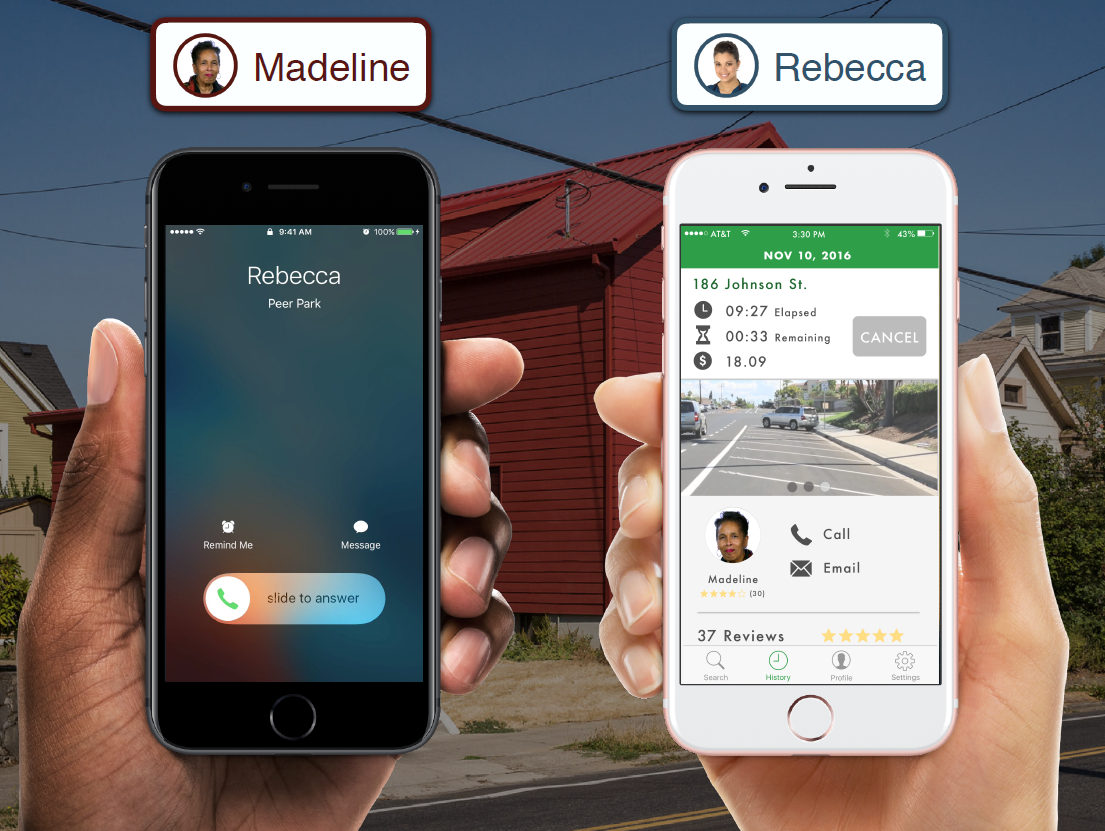 Madeline
Rebecca
9:41 AM
100%
Rebecca
Peer Park
Remind Me
Message
slide to answer
AT&T
3:30 PM
43%
NOV 10, 2016
186 Johnson St.
09:27 Elapsed
00:33 Remaining
CANCEL
$ 18.09
Call
Email
Madeline
(30)
37 Reviews
Search
History
Profile
Settings